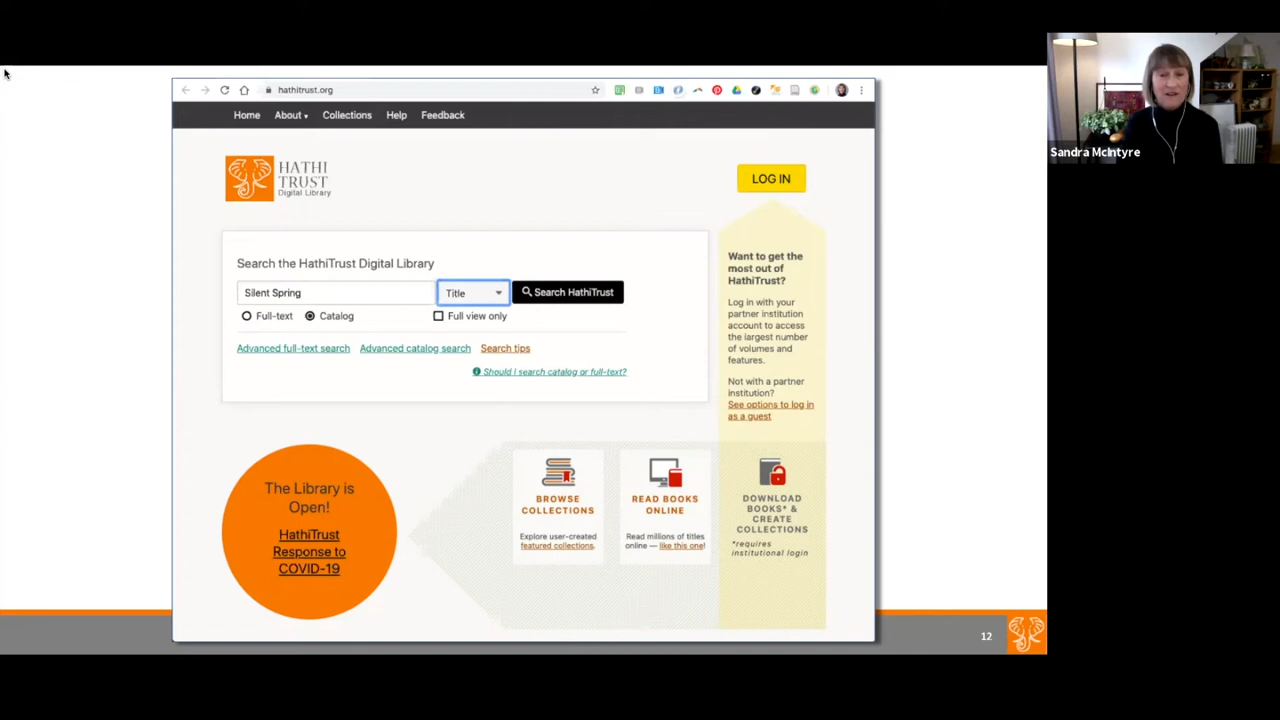 hathitrust.org
Home About Collections Help Feedback
HATHI
TRUST
Digital Library
LOG IN
Search the HathiTrust Digital Library
Silent Spring Title Search HathiTrust
Full-text Catalog Full view only
Advanced full-text search Advanced catalog search Search tips
Should I search catalog or full-text?
Want to get the
most out of
HathiTrust?
Log in with your
partner institution
account to access
the largest number
of volumes and
features.
Not with a partner
institution?
See options to log in
as a guest
The Library is
Open!
HathiTrust
Response to
COVID-19
BROWSE
COLLECTIONS
Explore user-created
featured collections.
READ BOOKS
ONLINE
Read millions of titles
online — like this one!
DOWNLOAD
BOOKS* &
CREATE
COLLECTIONS
*requires
institutional login
12
Sandra McIntyre